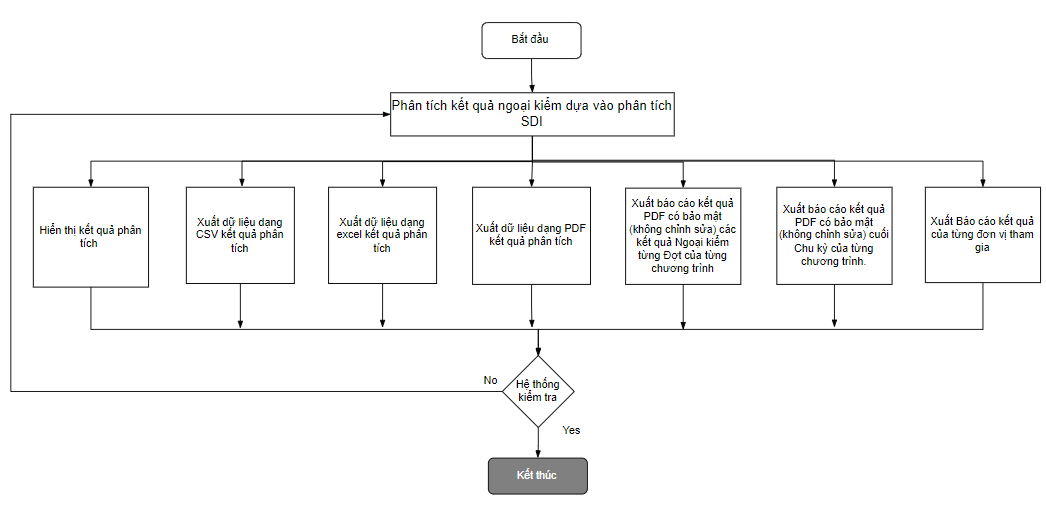 Bắt đầu
Phân tích kết quả ngoại kiểm dựa vào phân tích
SDI
Hiển thị kết quả phân
tích
Xuất dữ liệu dạng
CSV kết quả phân
tích
Xuất dữ liệu dạng
excel kết quả phân
tích
Xuất dữ liệu dạng PDF
kết quả phân tích
Xuất báo cáo kết quả
PDF có bảo mật
(không chỉnh sửa) các
kết quả Ngoại kiểm
từng Đợt của từng
chương trình
Xuất báo cáo kết quả
PDF có bảo mật
(không chỉnh sửa) cuối
Chu kỳ của từng
chương trình.
Xuất Báo cáo kết quả
của từng đơn vị tham
gia
No
Hệ thống
kiểm tra
Yes
Kết thúc